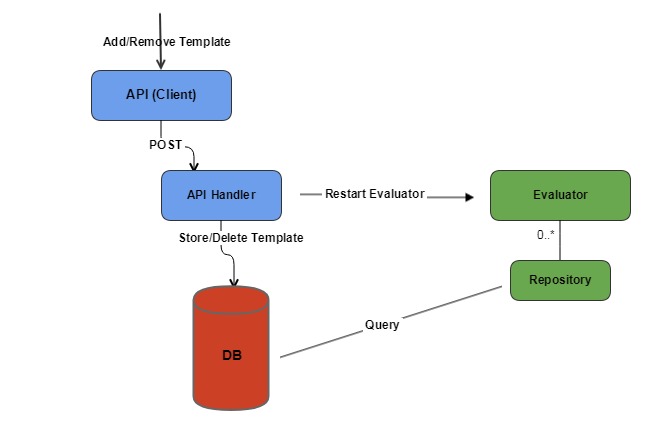 Add/Remove Template
API (Client)
POST
API Handler
Restart Evaluator
Evaluator
Store/Delete Template
0..*
Repository
Query
DB